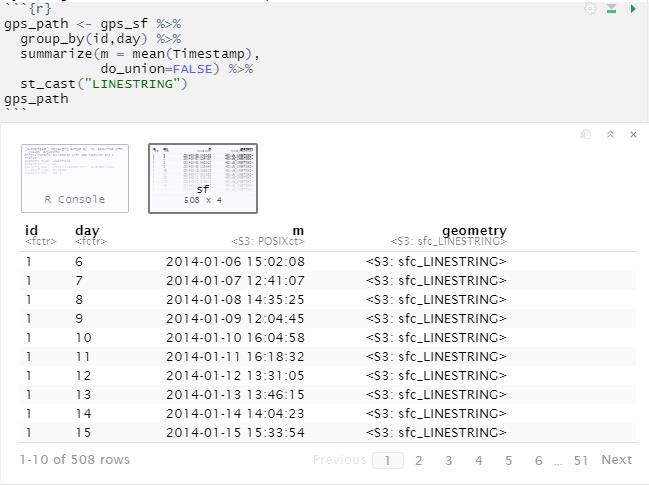 ```{r}
gps_path <- gps_sf %>%
group_by(id,day) %>%
summarize(m = mean(Timestamp),
do_union=FALSE) %>%
st_cast("LINESTRING")
gps_path
```
R Console
sf
508 x 4
id day m geometry
<fctr> <fctr> <S3: POSIXct> <S3: sfc_LINESTRING>
1 6 2014-01-06 15:02:08 <S3: sfc_LINESTRING>
1 7 2014-01-07 12:41:07 <S3: sfc_LINESTRING>
1 8 2014-01-08 14:35:25 <S3: sfc_LINESTRING>
1 9 2014-01-09 12:04:45 <S3: sfc_LINESTRING>
1 10 2014-01-10 16:04:58 <S3: sfc_LINESTRING>
1 11 2014-01-11 16:18:32 <S3: sfc_LINESTRING>
1 12 2014-01-12 13:31:05 <S3: sfc_LINESTRING>
1 13 2014-01-13 13:46:15 <S3: sfc_LINESTRING>
1 14 2014-01-14 14:04:23 <S3: sfc_LINESTRING>
1 15 2014-01-15 15:33:54 <S3: sfc_LINESTRING>
1-10 of 508 rows Previous 1 2 3 4 5 6 ... 51 Next